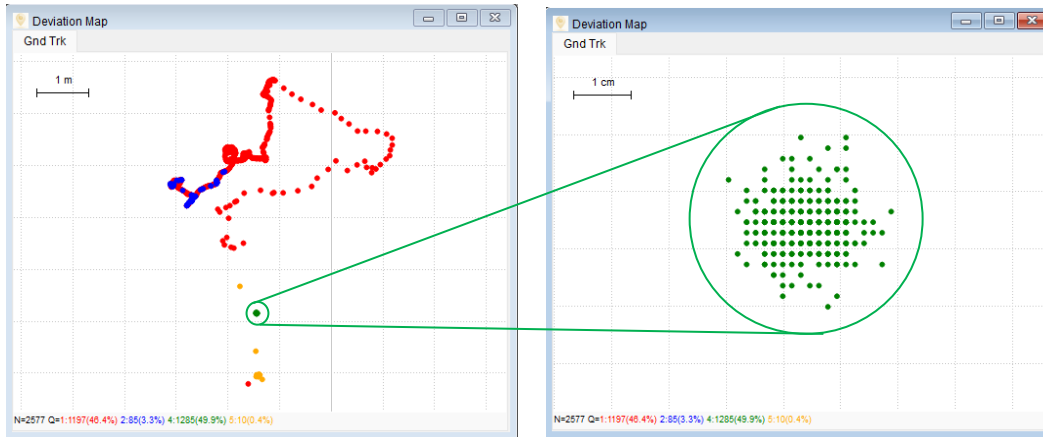 Deviation Map
Gnd Trk
1 m
N=2577 Q=1:1197(46.4%) 2:85(3.3%) 4:1285(49.9%) 5:10(0.4%)
Deviation Map
Gnd Trk
1 cm
N=2577 Q=1:1197(46.4%) 2:85(3.3%) 4:1285(49.9%) 5:10(0.4%)